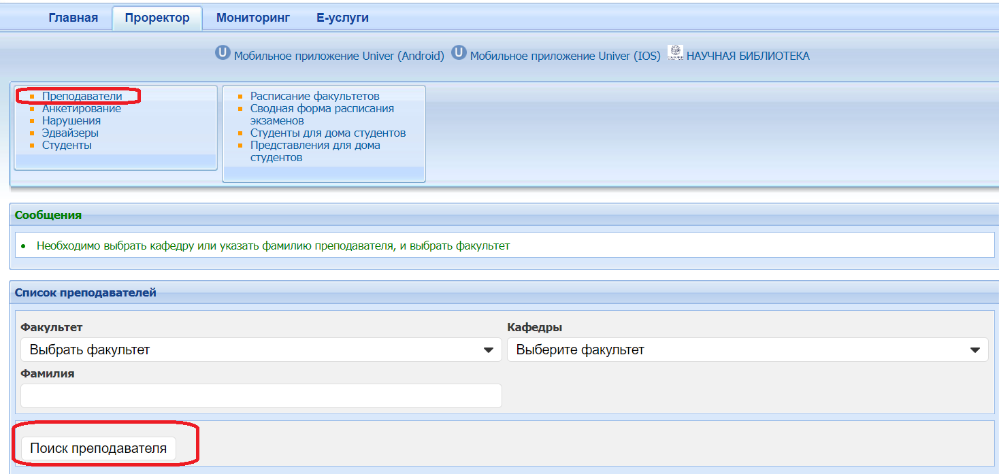 Главная Проректор Мониторинг Е-услуги
U Мобильное приложение Univer (Android) U Мобильное приложение Univer (IOS) НАУЧНАЯ БИБЛИОТЕКА
Преподаватели
Анкетирование
Нарушения
Эдвайзеры
Студенты
Расписание факультетов
Сводная форма расписания
экзаменов
Студенты для дома студентов
Представления для дома
студентов
Сообщения
Необходимо выбрать кафедру или указать фамилию преподавателя, и выбрать факультет
Список преподавателей
Факультет Кафедры
Выбрать факультет Выберите факультет
Фамилия
Поиск преподавателя